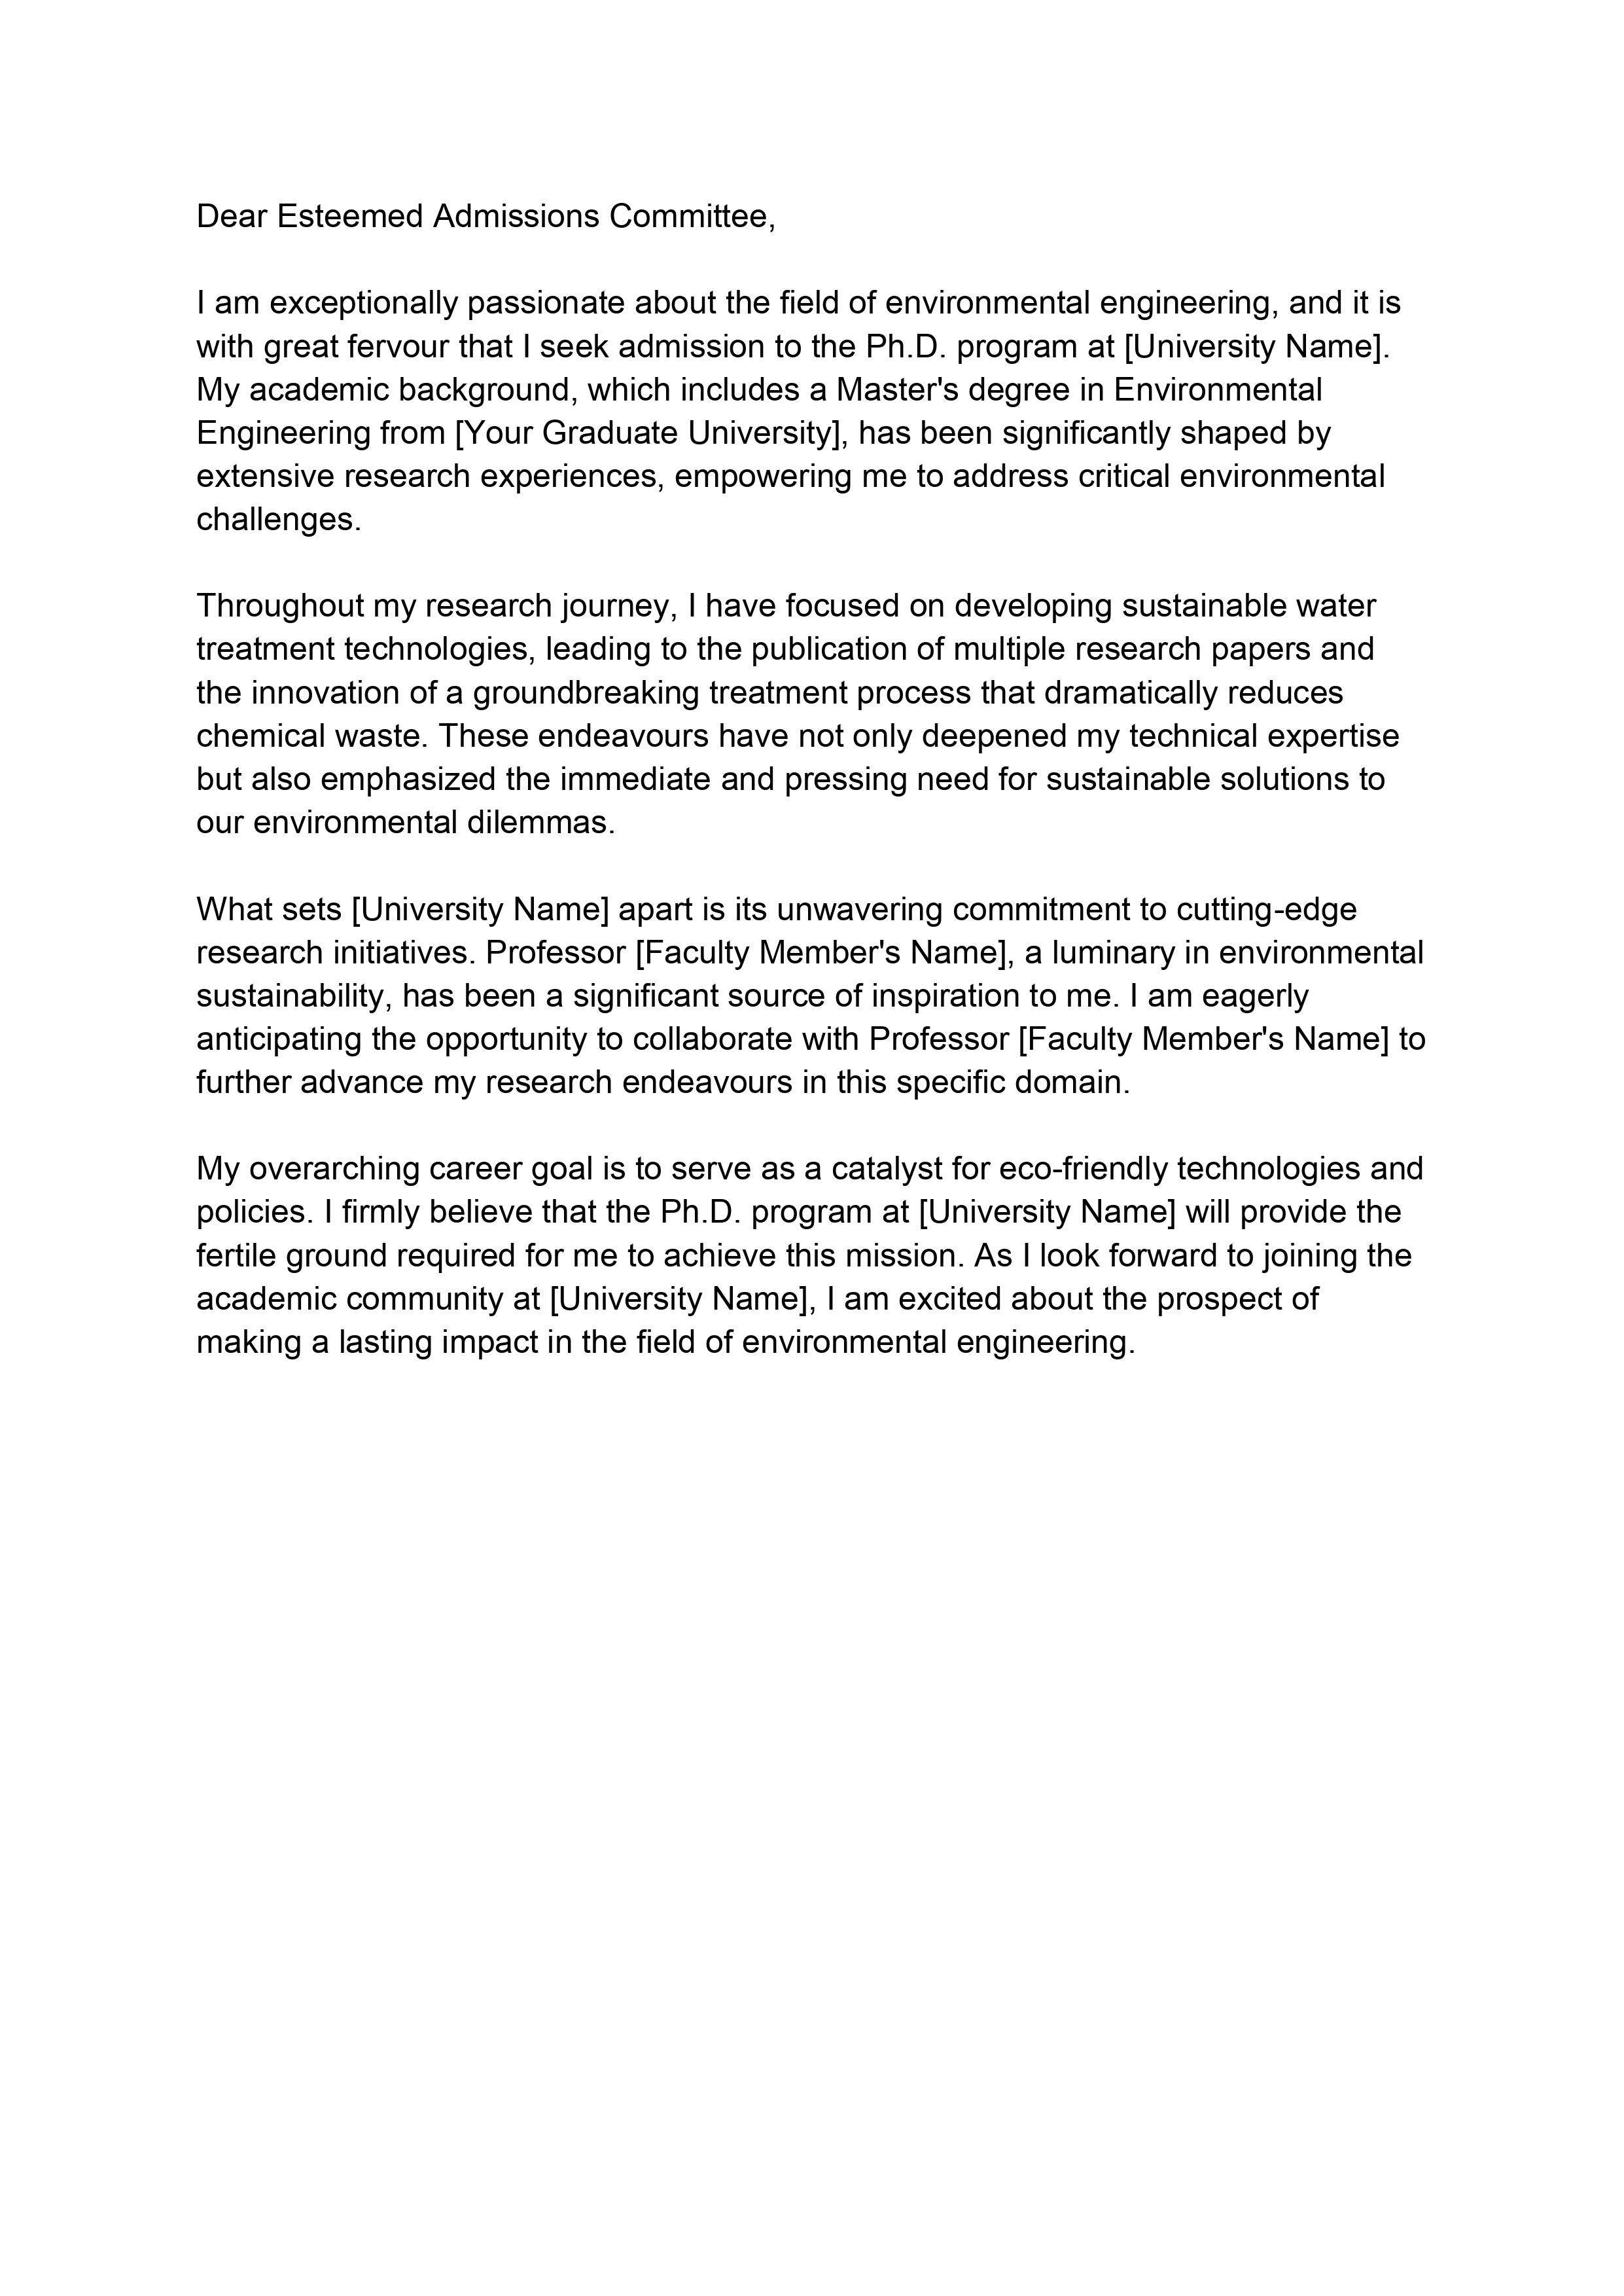 Dear Esteemed Admissions Committee,
I am exceptionally passionate about the field of environmental engineering, and it is
with great fervour that I seek admission to the Ph.D. program at [University Name].
My academic background, which includes a Master's degree in Environmental
Engineering from [Your Graduate University], has been significantly shaped by
extensive research experiences, empowering me to address critical environmental
challenges.
Throughout my research journey, I have focused on developing sustainable water
treatment technologies, leading to the publication of multiple research papers and
the innovation of a groundbreaking treatment process that dramatically reduces
chemical waste. These endeavours have not only deepened my technical expertise
but also emphasized the immediate and pressing need for sustainable solutions to
our environmental dilemmas.
What sets [University Name] apart is its unwavering commitment to cutting-edge
research initiatives. Professor [Faculty Member's Name], a luminary in environmental
sustainability, has been a significant source of inspiration to me. I am eagerly
anticipating the opportunity to collaborate with Professor [Faculty Member's Name] to
further advance my research endeavours in this specific domain.
My overarching career goal is to serve as a catalyst for eco-friendly technologies and
policies. I firmly believe that the Ph.D. program at [University Name] will provide the
fertile ground required for me to achieve this mission. As I look forward to joining the
academic community at [University Name], I am excited about the prospect of
making a lasting impact in the field of environmental engineering.